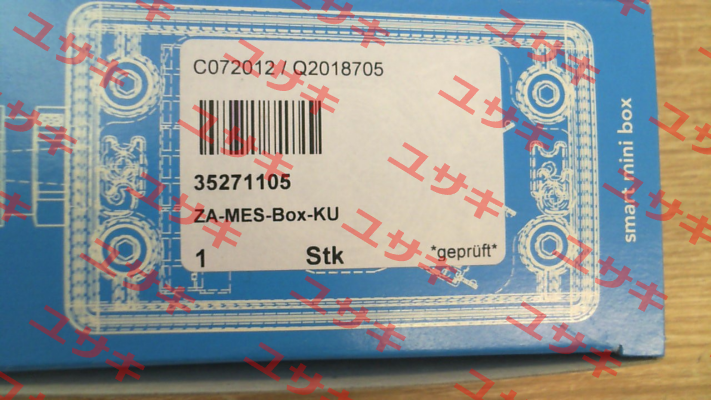 C072012 / Q2018705
35271105
ZA-MES-Box-KU
1 Stk *geprüft*
smart mini box
ユサキ